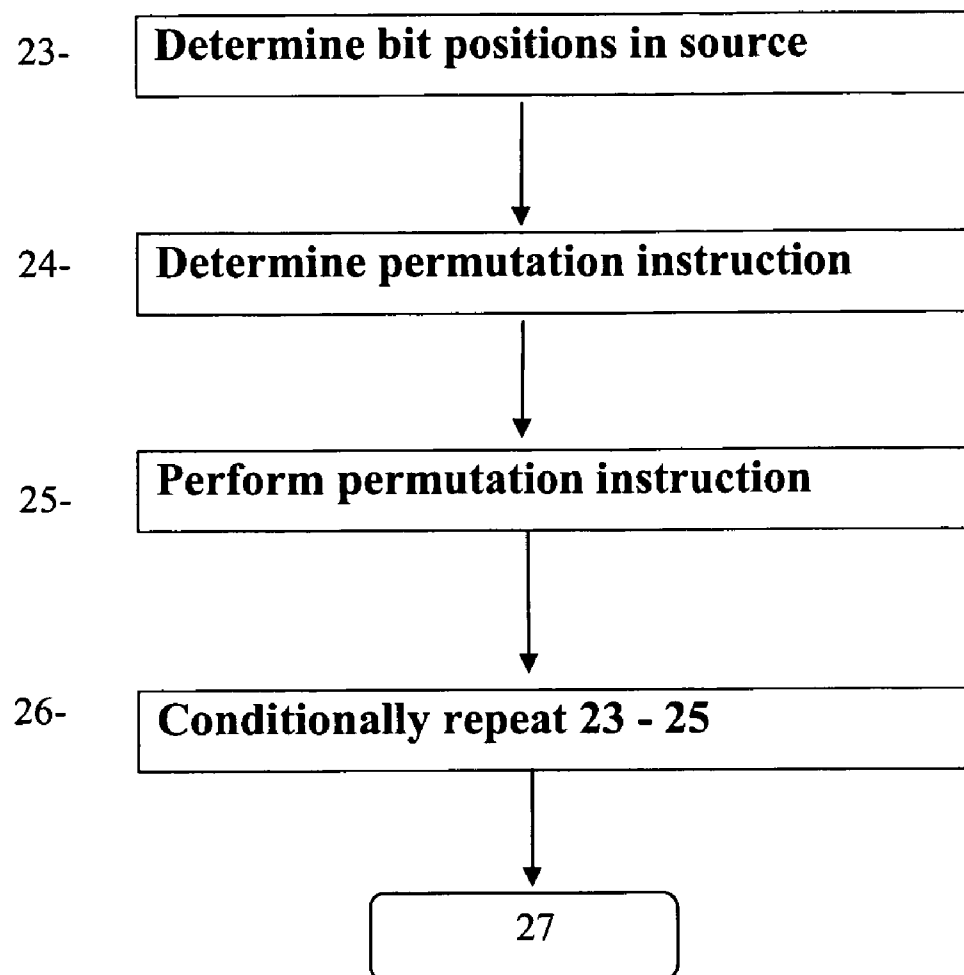 23- Determine bit positions in source
24- Determine permutation instruction
25- Perform permutation instruction
26- Conditionally repeat 23 - 25
27